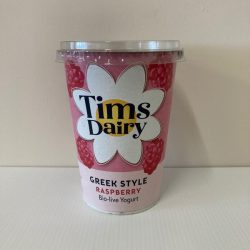 Tims
Dairy
GREEK STYLE
RASPBERRY
Bio-live Yogurt